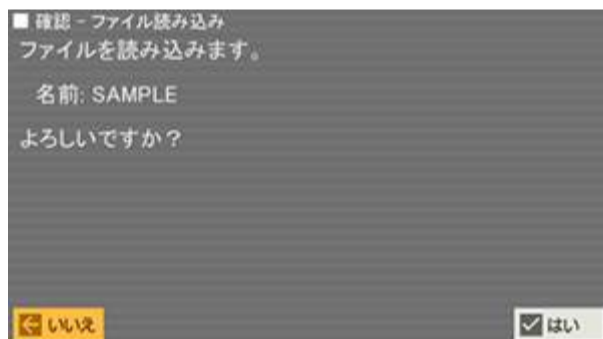 確認 - ファイル読み込み
ファイルを読み込みます。
名前: SAMPLE
よろしいですか？
いいえ
はい